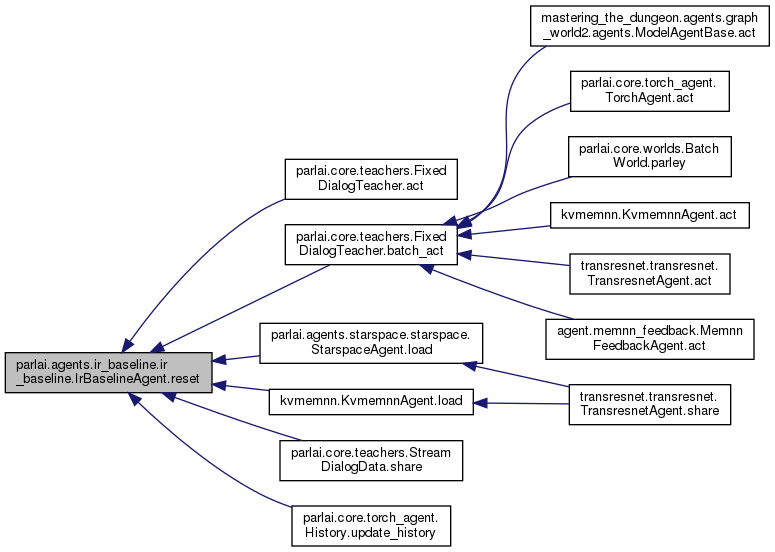 mastering_the_dungeon.agents.graph
_world2.agents.ModelAgentBase.act
parlai.core.torch_agent.
TorchAgent.act
parlai.core.worlds.Batch
World.parley
parlai.core.teachers.Fixed
DialogTeacher.act
kvmemnn.KvmemnnAgent.act
parlai.core.teachers.Fixed
DialogTeacher.batch_act
transresnet.transresnet.
TransresnetAgent.act
agent.memnn_feedback.Memnn
FeedbackAgent.act
parlai.agents.starspace.starspace.
StarspaceAgent.load
parlai.agents.ir_baseline.ir
_baseline.IrBaselineAgent.reset
kvmemnn.KvmemnnAgent.load
transresnet.transresnet.
TransresnetAgent.share
parlai.core.teachers.Stream
DialogData.share
parlai.core.torch_agent.
History.update_history